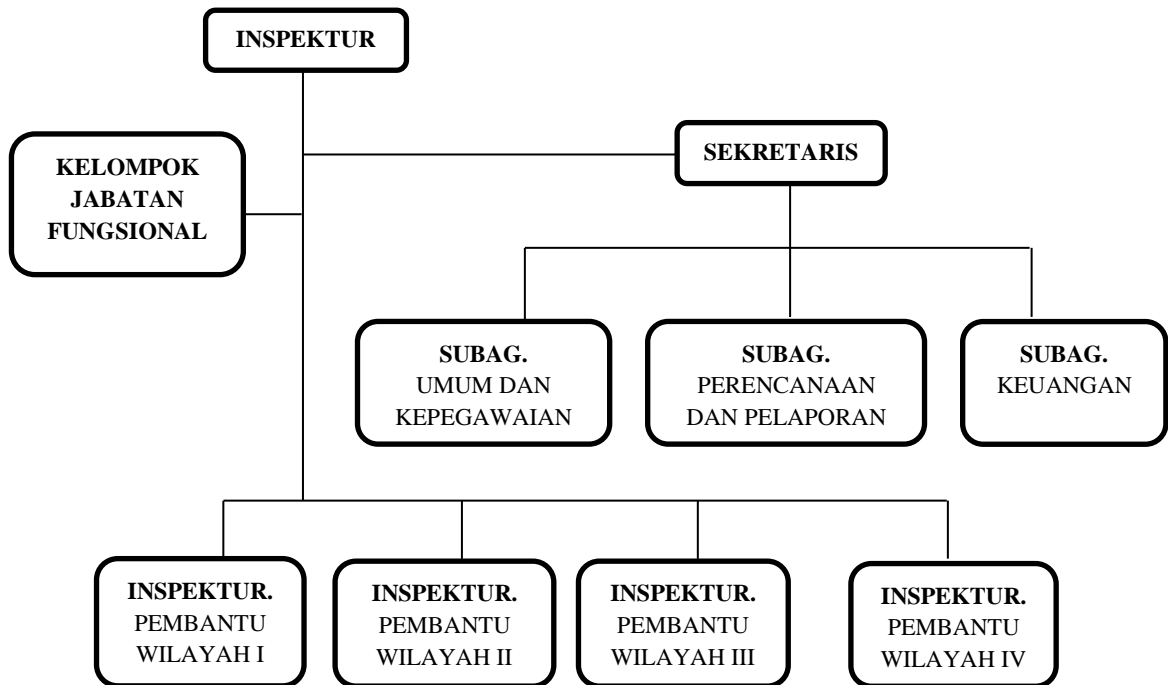 INSPEKTUR
KELOMPOK
JABATAN
FUNGSIONAL
SEKRETARIS
SUBAG.
UMUM DAN
KEPEGAWAIAN
SUBAG.
PERENCANAAN
DAN PELAPORAN
SUBAG.
KEUANGAN
INSPEKTUR.
PEMBANTU
WILAYAH I
INSPEKTUR.
PEMBANTU
WILAYAH II
INSPEKTUR.
PEMBANTU
WILAYAH III
INSPEKTUR.
PEMBANTU
WILAYAH IV